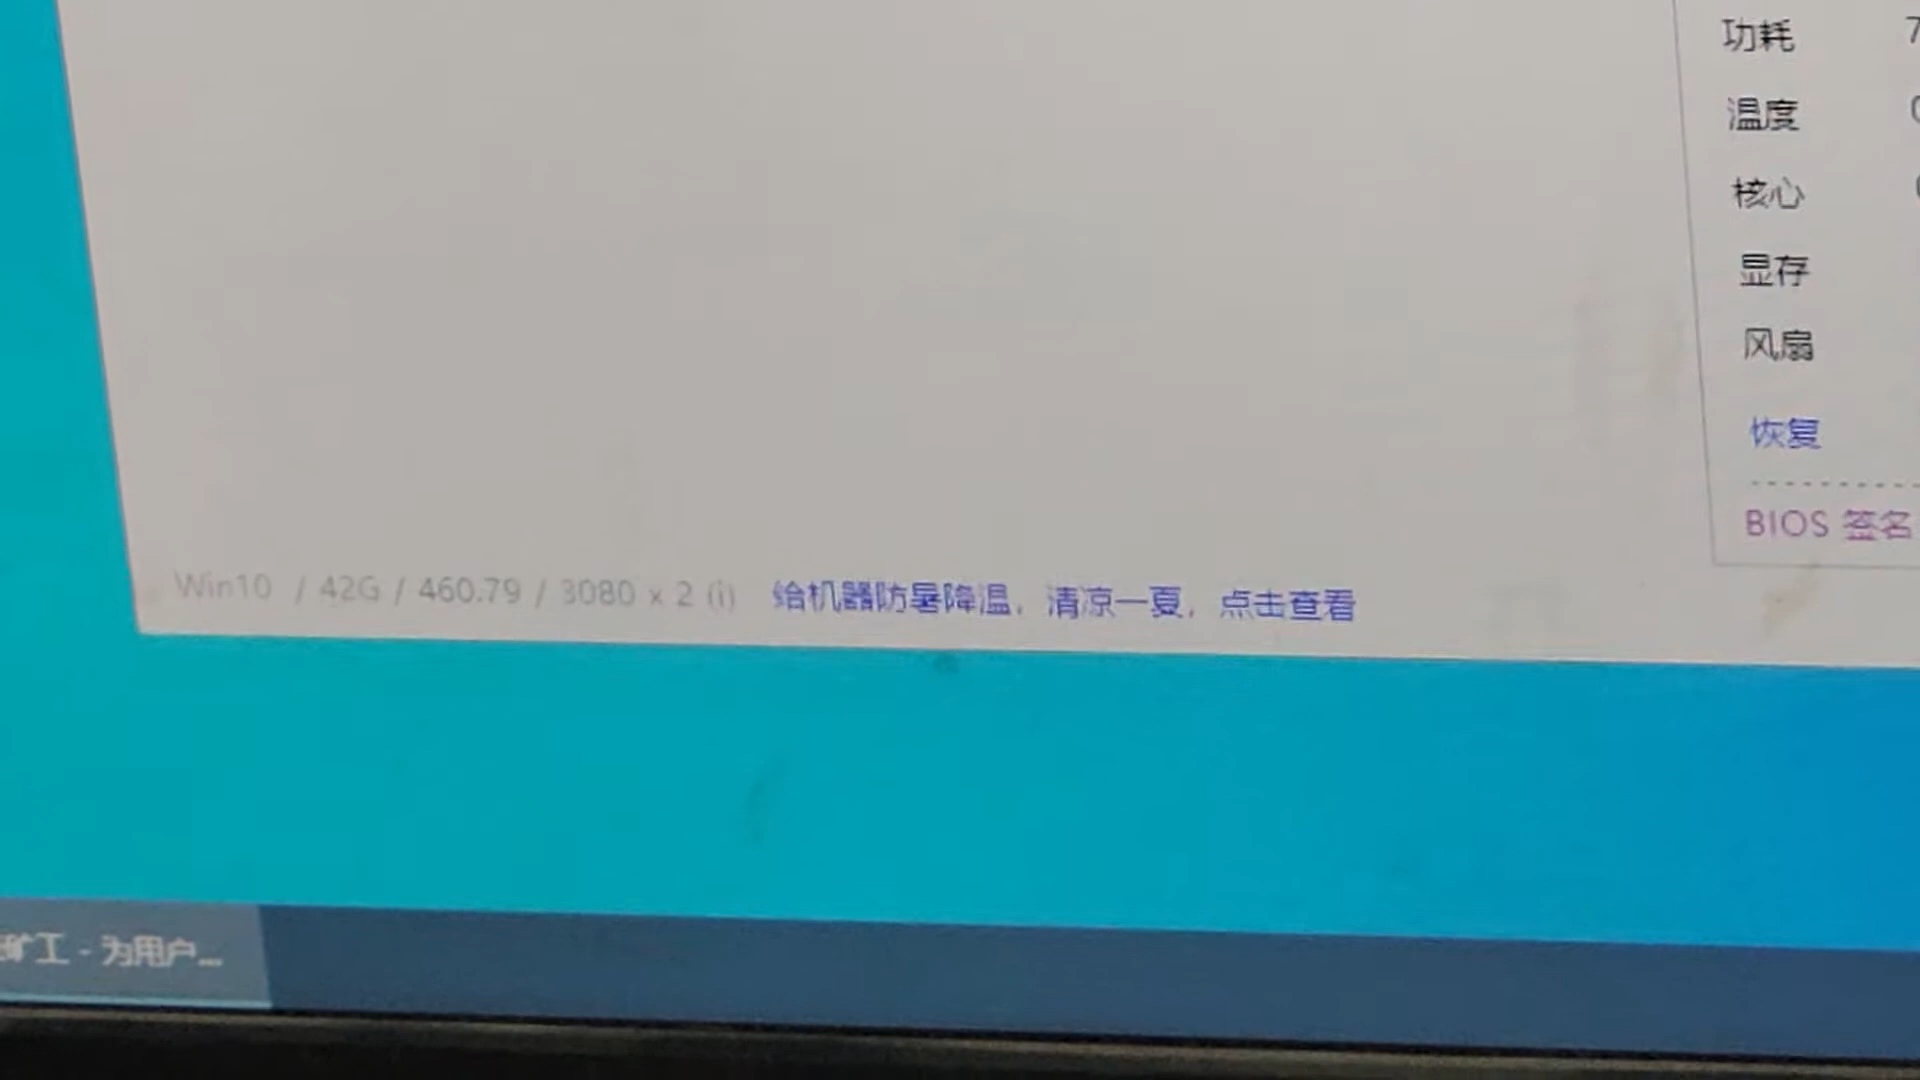 功耗 7
温度
核心
显存
风扇
恢复
BIOS 签名
Win10 / 42G / 460.79 / 3080 x 2 (i) 给机器防暑降温，清凉一夏，点击查看
矿工 - 为用户...